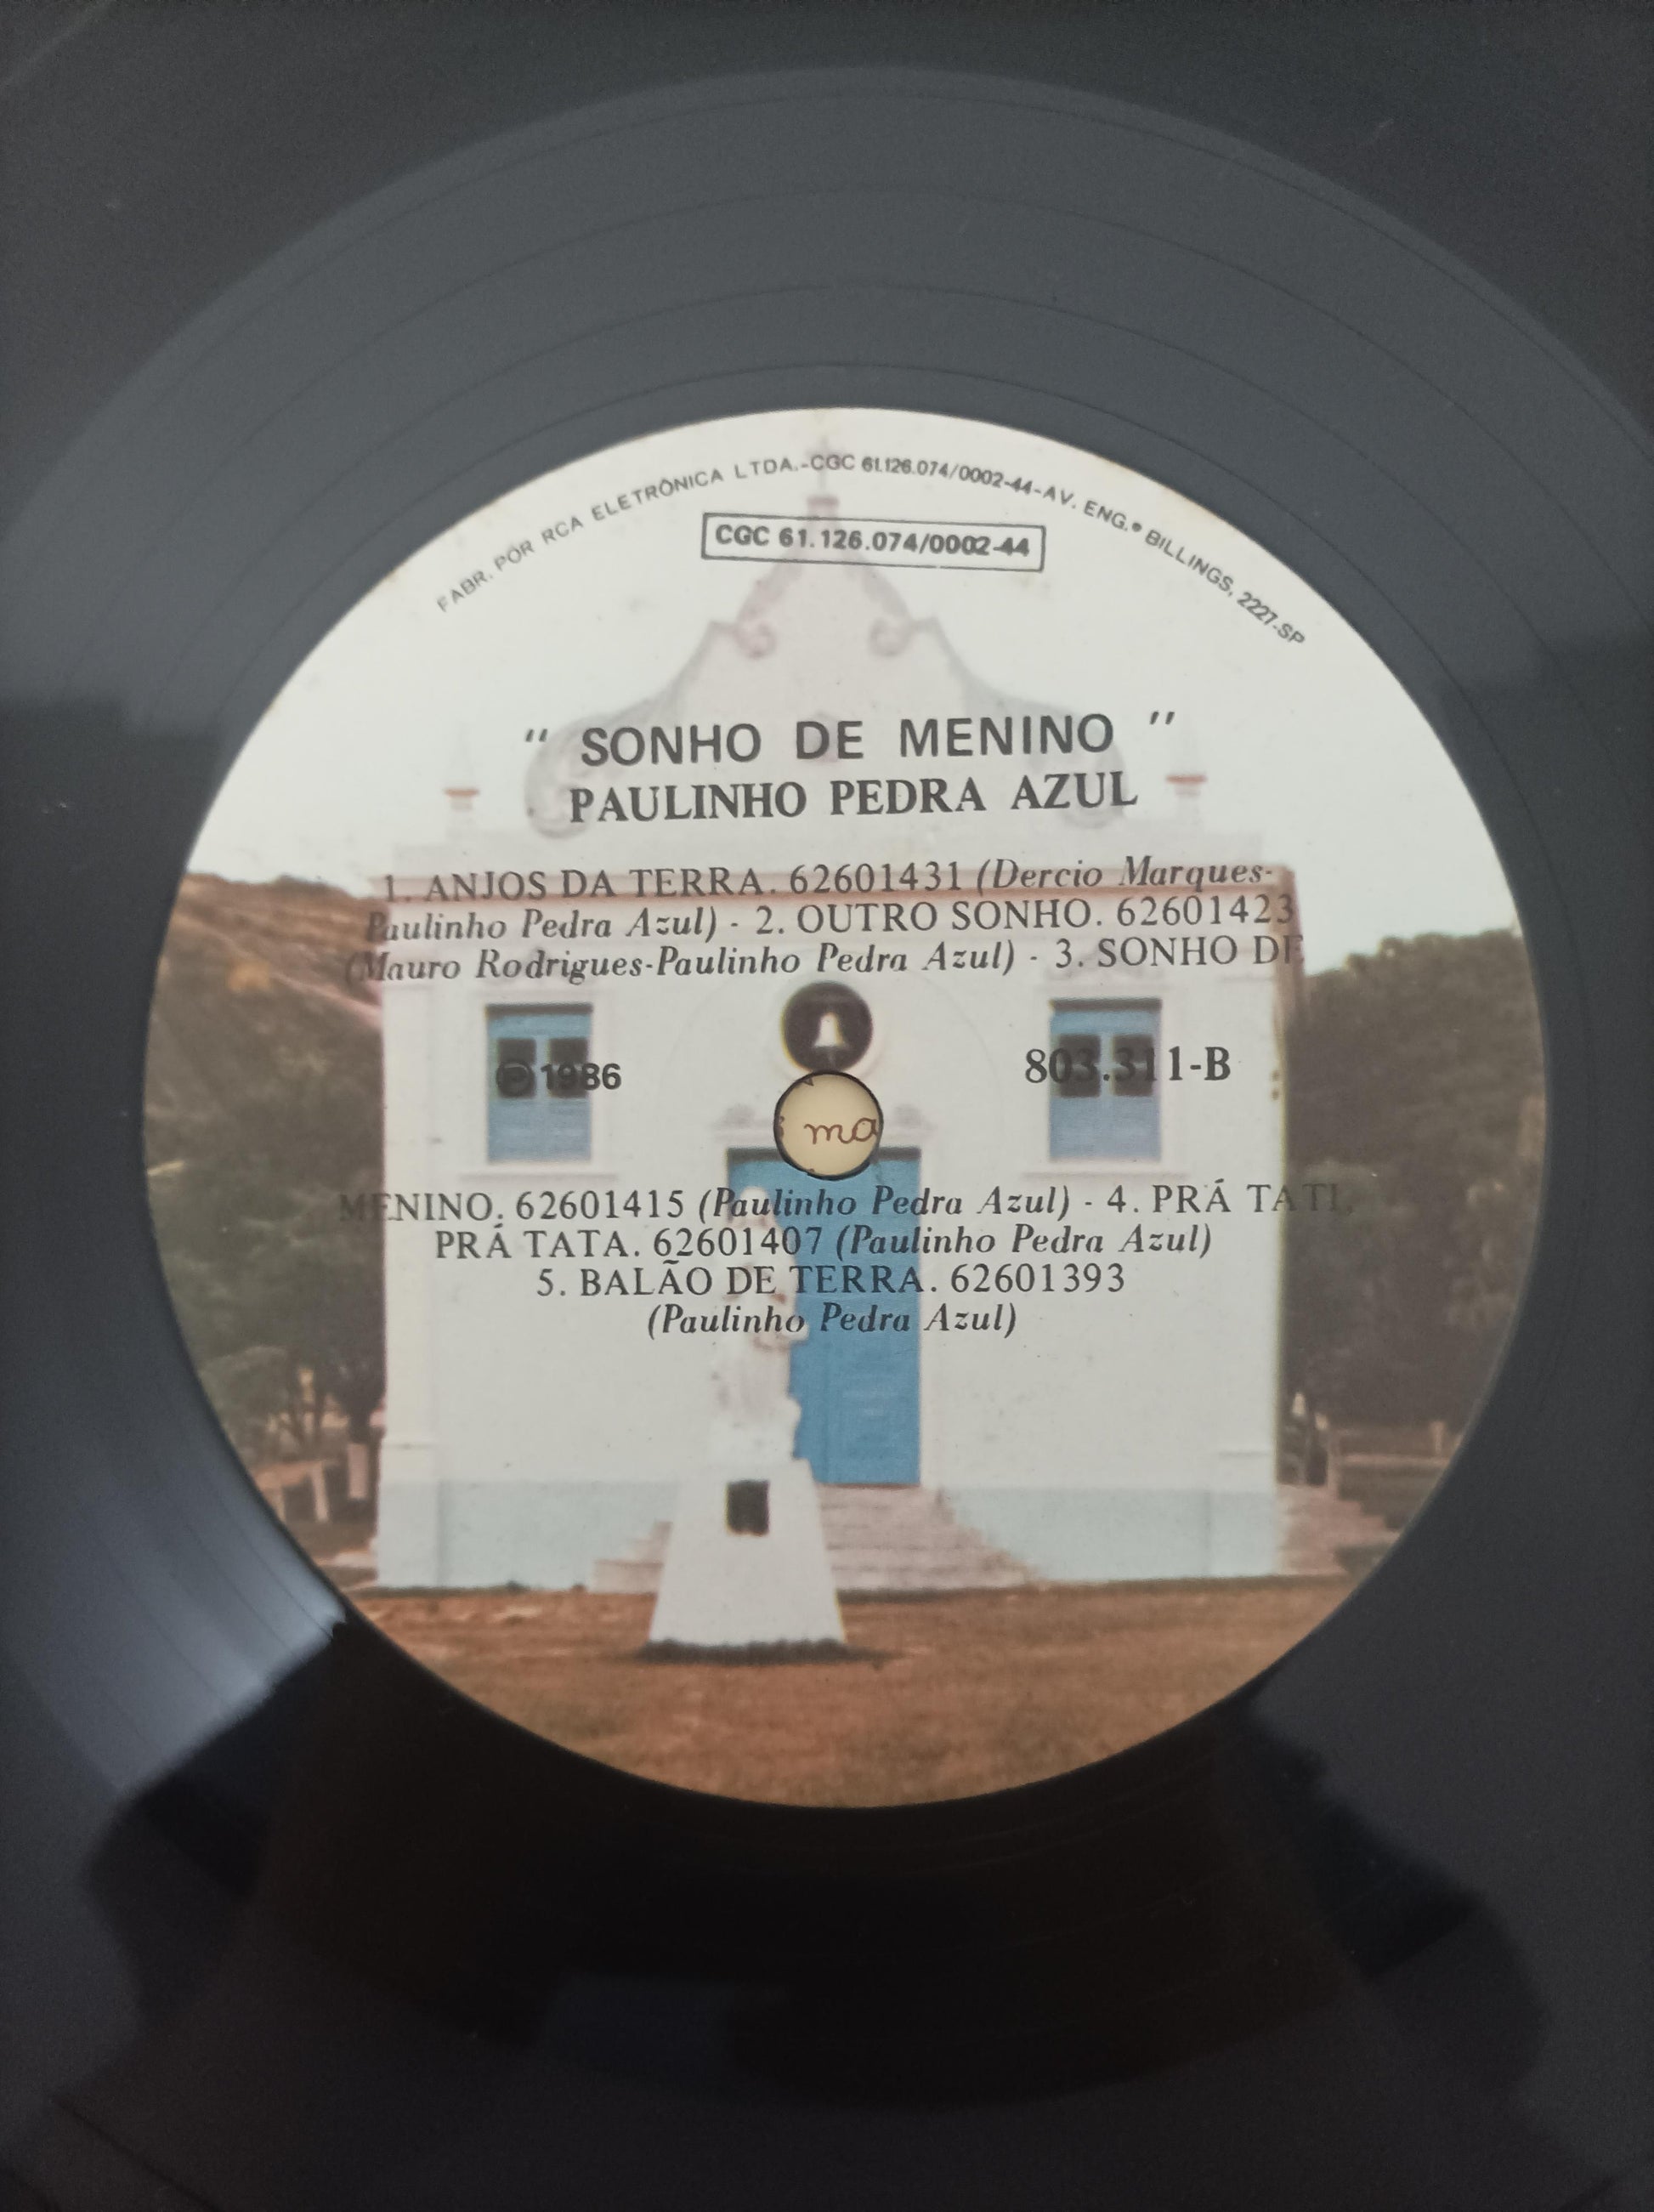 FABR. POR RCA ELETRÔNICA LTDA.-CGC 61.126.074/0002-44-AV. ENG.º BILLINGS, 2227-SP
CGC 61.126.074/0002-44
" SONHO DE MENINO "
PAULINHO PEDRA AZUL
1. ANJOS DA TERRA. 62601431 (Dercio Marques-
Paulinho Pedra Azul) - 2. OUTRO SONHO. 62601423
(Mauro Rodrigues-Paulinho Pedra Azul) - 3. SONHO DE
℗ 1986
803.311-B
ma
MENINO. 62601415 (Paulinho Pedra Azul) - 4. PRÁ TATI,
PRÁ TATA. 62601407 (Paulinho Pedra Azul)
5. BALÃO DE TERRA. 62601393
(Paulinho Pedra Azul)